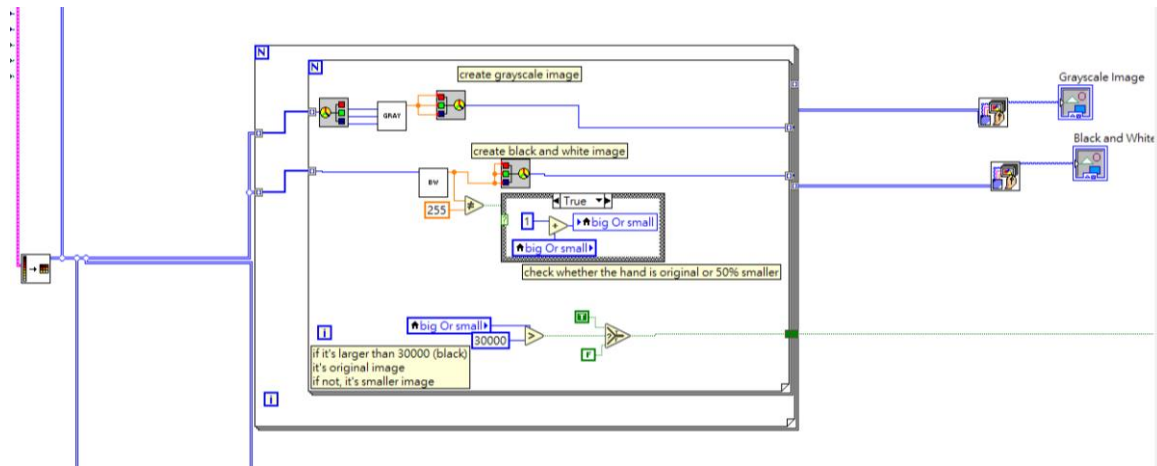 N
N
create grayscale image
Grayscale Image
GRAY
create black and white image
Black and White
BW
255
True
1
big Or small
big Or small
check whether the hand is original or 50% smaller
big Or small
30000
T
F
i
if it's larger than 30000 (black)
it's original image
if not, it's smaller image
i